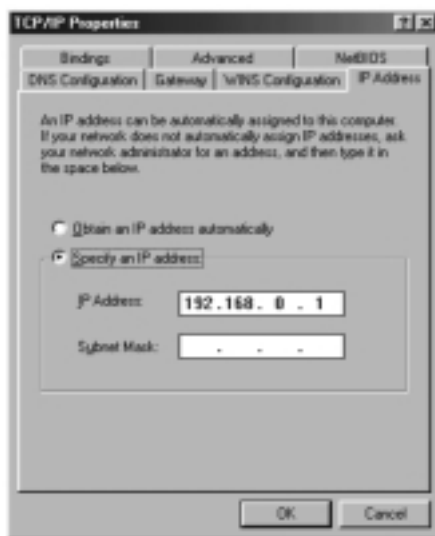 TCP/IP Properties
Bindings Advanced NetBIOS
DNS Configuration Gateway WINS Configuration IP Address
An IP address can be automatically assigned to this computer.
If your network does not automatically assign IP addresses, ask
your network administrator for an address, and then type it in
the space below.
Obtain an IP address automatically
Specify an IP address:
IP Address: 192.168. 0 . 1
Subnet Mask: . . .
OK Cancel